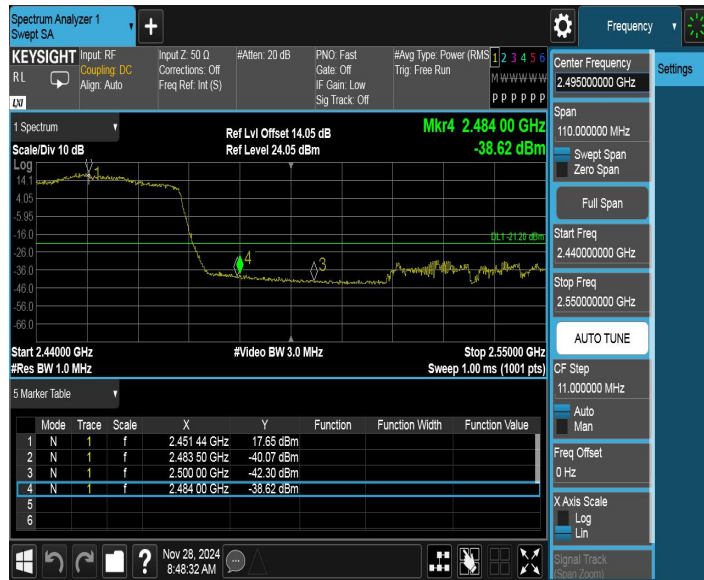 Spectrum Analyzer 1
Swept SA
+
Frequency
KEYSIGHT
RL
LXI
Input: RF
Coupling: DC
Align: Auto
Input Z: 50 Ω
Corrections: Off
Freq Ref: Int (S)
#Atten: 20 dB
PNO: Fast
Gate: Off
IF Gain: Low
Sig Track: Off
#Avg Type: Power (RMS
Trig: Free Run
1 2 3 4 5 6
M W W W W W
P P P P P P
1 Spectrum
Scale/Div 10 dB
Ref Lvl Offset 14.05 dB
Ref Level 24.05 dBm
Mkr4 2.484 00 GHz
-38.62 dBm
Log
14.1
4.05
-5.95
-16.0
-26.0
-36.0
-46.0
-56.0
-66.0
1
4
3
DL1 -21.20 dBm
Start 2.44000 GHz
#Res BW 1.0 MHz
#Video BW 3.0 MHz
Stop 2.55000 GHz
Sweep 1.00 ms (1001 pts)
5 Marker Table
Mode Trace Scale X Y Function Function Width Function Value
1 N 1 f 2.451 44 GHz 17.65 dBm
2 N 1 f 2.483 50 GHz -40.07 dBm
3 N 1 f 2.500 00 GHz -42.30 dBm
4 N 1 f 2.484 00 GHz -38.62 dBm
5
6
?
Nov 28, 2024
8:48:32 AM
Center Frequency
2.495000000 GHz
Settings
Span
110.000000 MHz
Swept Span
Zero Span
Full Span
Start Freq
2.440000000 GHz
Stop Freq
2.550000000 GHz
AUTO TUNE
CF Step
11.000000 MHz
Auto
Man
Freq Offset
0 Hz
X Axis Scale
Log
Lin
Signal Track
(Span Zoom)